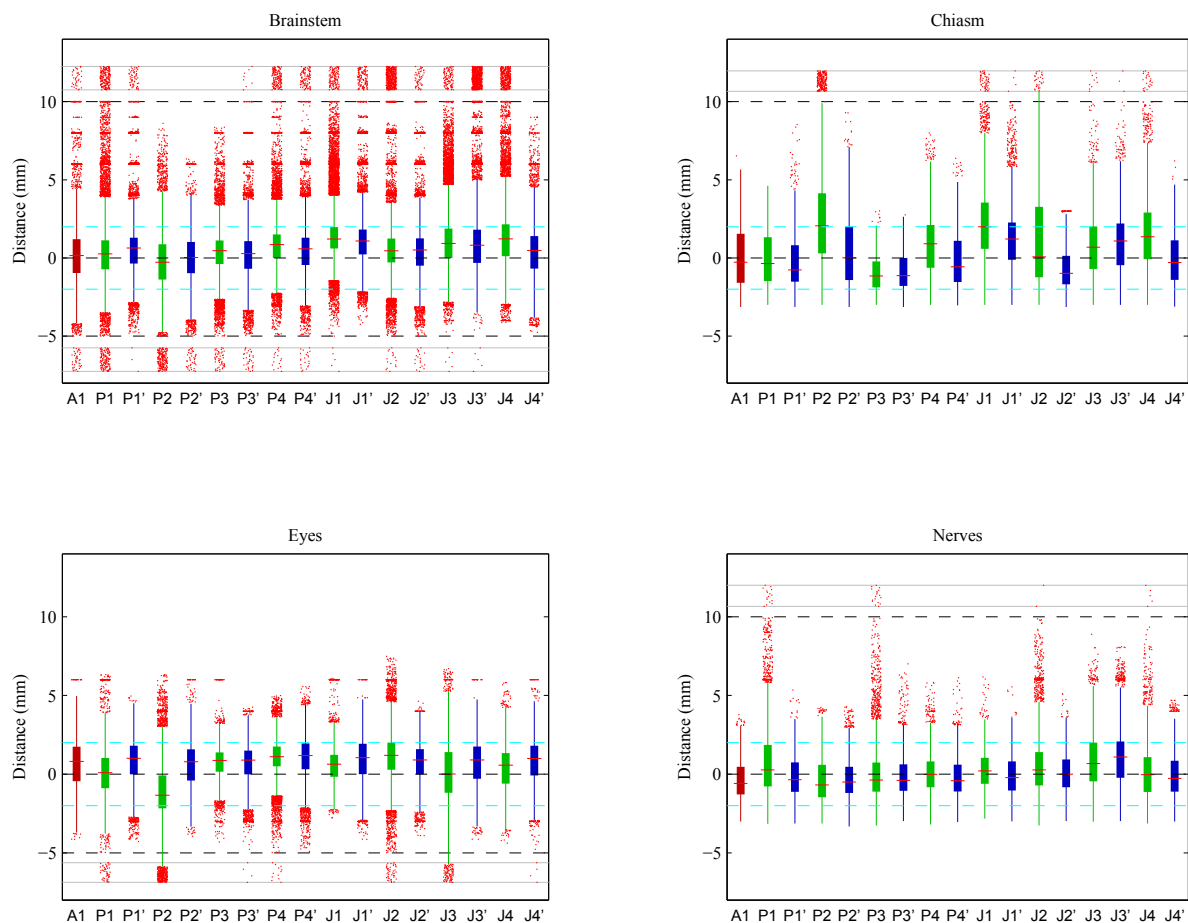 Brainstem
Distance (mm)
10
5
0
−5
A1 P1 P1' P2 P2' P3 P3' P4 P4' J1 J1' J2 J2' J3 J3' J4 J4'
Chiasm
Distance (mm)
10
5
0
−5
A1 P1 P1' P2 P2' P3 P3' P4 P4' J1 J1' J2 J2' J3 J3' J4 J4'
Eyes
Distance (mm)
10
5
0
−5
A1 P1 P1' P2 P2' P3 P3' P4 P4' J1 J1' J2 J2' J3 J3' J4 J4'
Nerves
Distance (mm)
10
5
0
−5
A1 P1 P1' P2 P2' P3 P3' P4 P4' J1 J1' J2 J2' J3 J3' J4 J4'